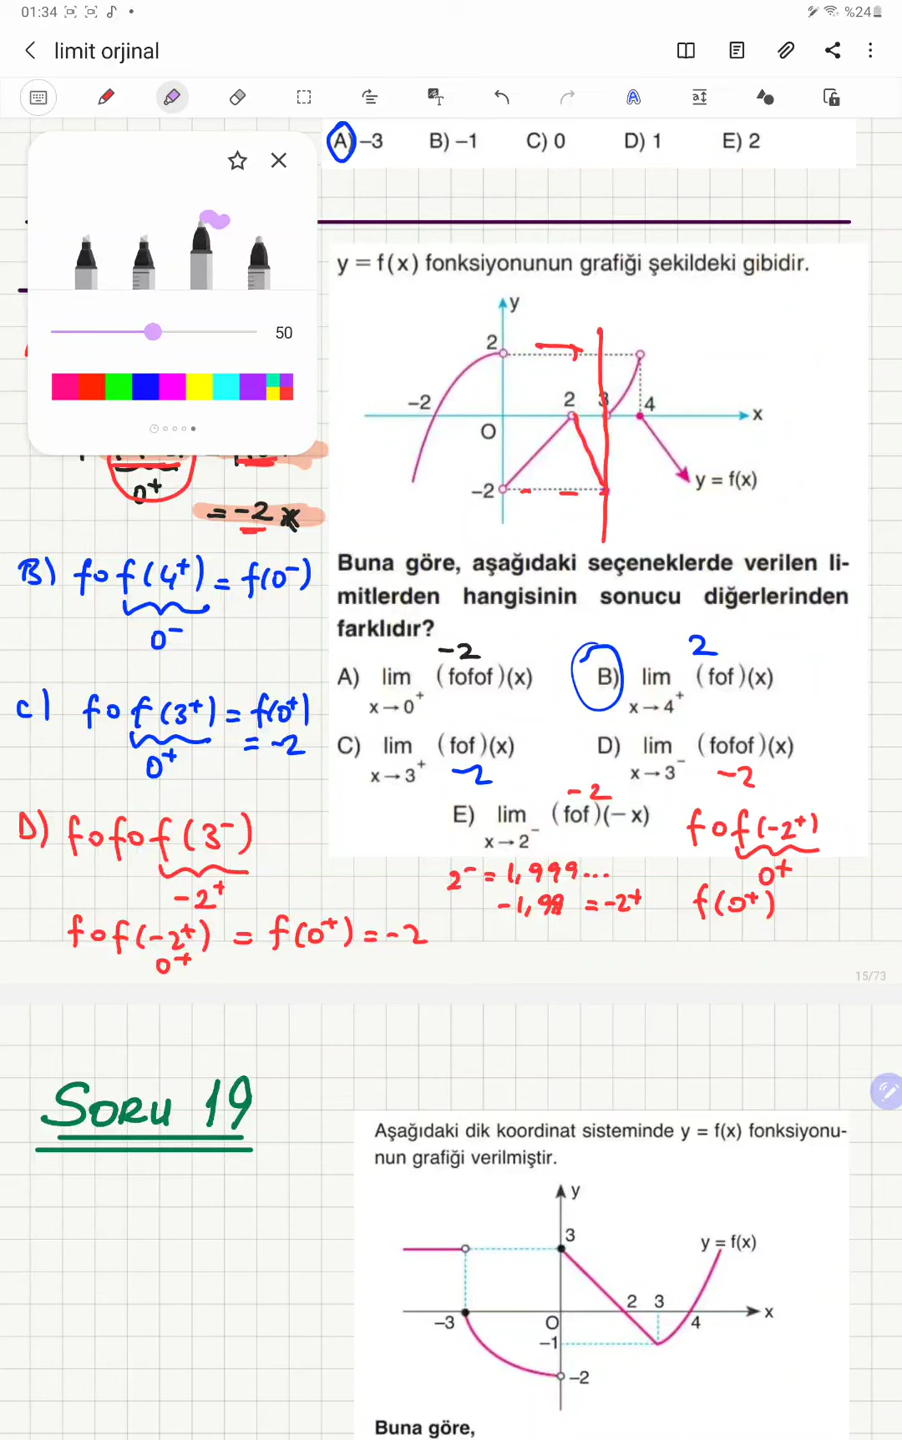 01:34
%24
limit orjinal
A) –3 B) –1 C) 0 D) 1 E) 2
50
y = f(x) fonksiyonunun grafiği şekildeki gibidir.
y
2
–2
2
3
4
x
O
–2
y = f(x)
0⁺
= -2
B) fof(4⁺) = f(0⁻)
0⁻
C) fof(3⁺) = f(0⁺)
0⁺ = -2
D) fofof(3⁻)
-2⁺
fof(-2⁺) = f(0⁺) = -2
0⁺
Buna göre, aşağıdaki seçeneklerde verilen li-
mitlerden hangisinin sonucu diğerlerinden
farklıdır?
-2 2
A) lim (fofof)(x) B) lim (fof)(x)
x→0⁺ x→4⁺
C) lim (fof)(x) D) lim (fofof)(x)
x→3⁺ -2 x→3⁻ -2
-2
E) lim (fof)(–x)
x→2⁻
fof(-2⁺)
0⁺
f(0⁺)
2⁻ = 1,999...
-1,98 = -2⁺
15/73
SORU 19
Aşağıdaki dik koordinat sisteminde y = f(x) fonksiyonu-
nun grafiği verilmiştir.
y
3
y = f(x)
2 3
x
–3
O
4
–1
–2
Buna göre,